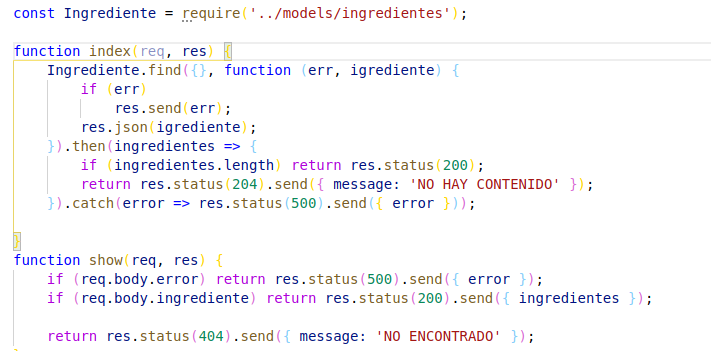 const Ingrediente = require('../models/ingredientes');
function index(req, res) {
    Ingrediente.find({}, function (err, igrediente) {
        if (err)
            res.send(err);
        res.json(igrediente);
    }).then(ingredientes => {
        if (ingredientes.length) return res.status(200);
        return res.status(204).send({ message: 'NO HAY CONTENIDO' });
    }).catch(error => res.status(500).send({ error }));
}
function show(req, res) {
    if (req.body.error) return res.status(500).send({ error });
    if (req.body.ingrediente) return res.status(200).send({ ingredientes });
    return res.status(404).send({ message: 'NO ENCONTRADO' });
}